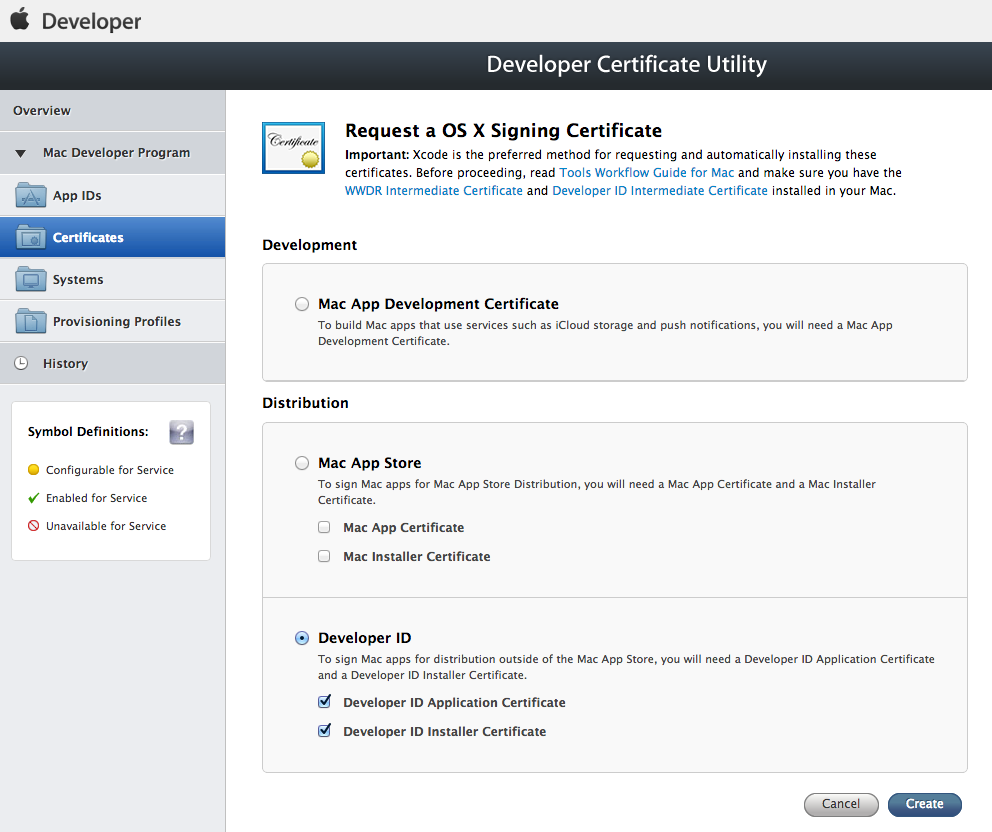 Developer
Developer Certificate Utility
Overview
Mac Developer Program
App IDs
Certificates
Systems
Provisioning Profiles
History
Symbol Definitions:
?
Configurable for Service
Enabled for Service
Unavailable for Service
Certificate
Request a OS X Signing Certificate
Important: Xcode is the preferred method for requesting and automatically installing these
certificates. Before proceeding, read Tools Workflow Guide for Mac and make sure you have the
WWDR Intermediate Certificate and Developer ID Intermediate Certificate installed in your Mac.
Development
Mac App Development Certificate
To build Mac apps that use services such as iCloud storage and push notifications, you will need a Mac App
Development Certificate.
Distribution
Mac App Store
To sign Mac apps for Mac App Store Distribution, you will need a Mac App Certificate and a Mac Installer
Certificate.
Mac App Certificate
Mac Installer Certificate
Developer ID
To sign Mac apps for distribution outside of the Mac App Store, you will need a Developer ID Application Certificate
and a Developer ID Installer Certificate.
Developer ID Application Certificate
Developer ID Installer Certificate
Cancel
Create